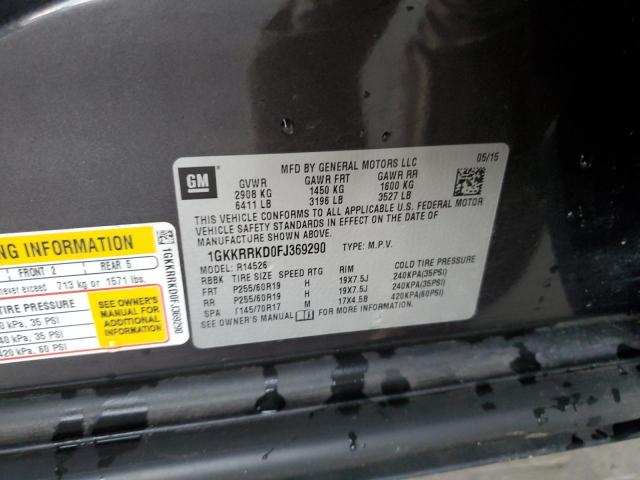 GM
MFD BY GENERAL MOTORS LLC
05/15
GVWR GAWR FRT GAWR RR
2908 KG 1450 KG 1600 KG
6411 LB 3196 LB 3527 LB
THIS VEHICLE CONFORMS TO ALL APPLICABLE U.S. FEDERAL MOTOR
VEHICLE SAFETY STANDARDS IN EFFECT ON THE DATE OF MANUFACTURE
SHOWN ABOVE.
1GKKRRKD0FJ369290 TYPE: M.P.V.
MODEL: R14526
RBBK TIRE SIZE SPEED RTG RIM COLD TIRE PRESSURE
FRT P255/60R19 H 19X7.5J 240KPA(35PSI)
RR P255/60R19 H 19X7.5J 240KPA(35PSI)
SPA T145/70R17 M 17X4.5B 420KPA(60PSI)
SEE OWNER'S MANUAL FOR MORE INFORMATION.
NG INFORMATION
FRONT 2 REAR 5
never exceed 713 kg or 1571 lbs.
TIRE PRESSURE
0 kPa, 35 PSI
40 kPa, 35 PSI
420 kPa, 60 PSI
SEE OWNER'S
MANUAL FOR
ADDITIONAL
INFORMATION
1GKKRRKD0FJ369290